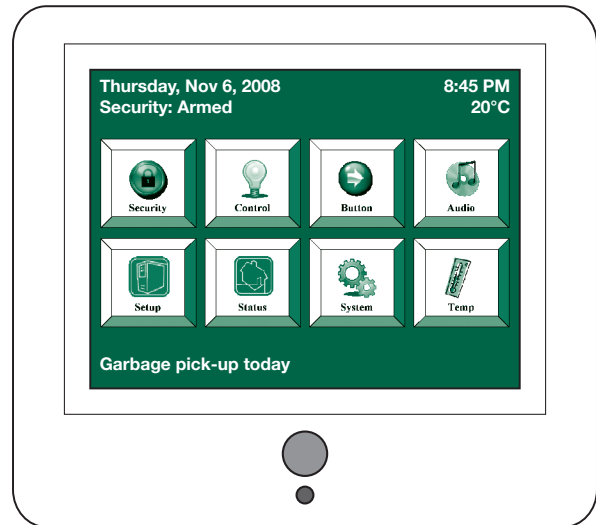 Thursday, Nov 6, 2008 8:45 PM
Security: Armed 20°C
Security Control Button Audio
Setup Status System Temp
Garbage pick-up today